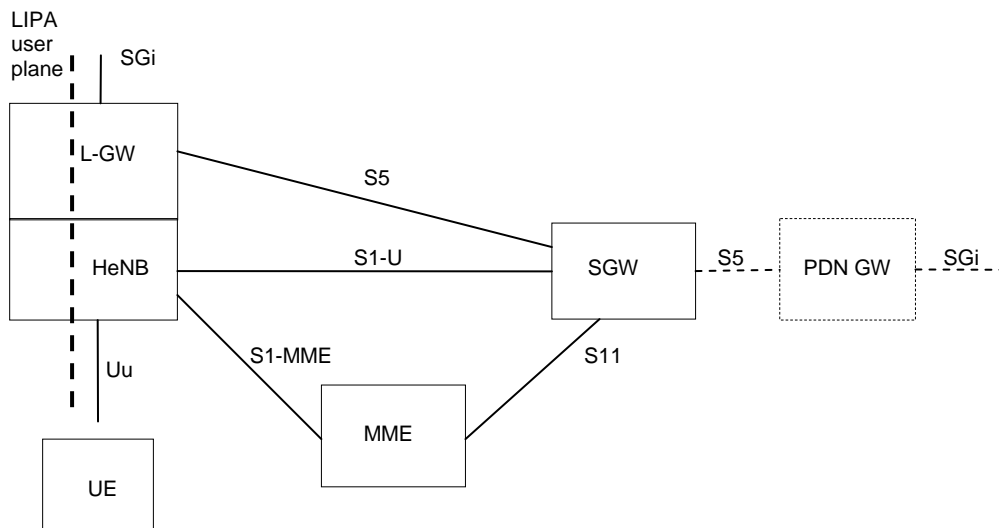 LIPA
user
plane
SGi
L-GW
S5
HeNB
S1-U
SGW
S5
PDN GW
SGi
Uu
S1-MME
S11
MME
UE